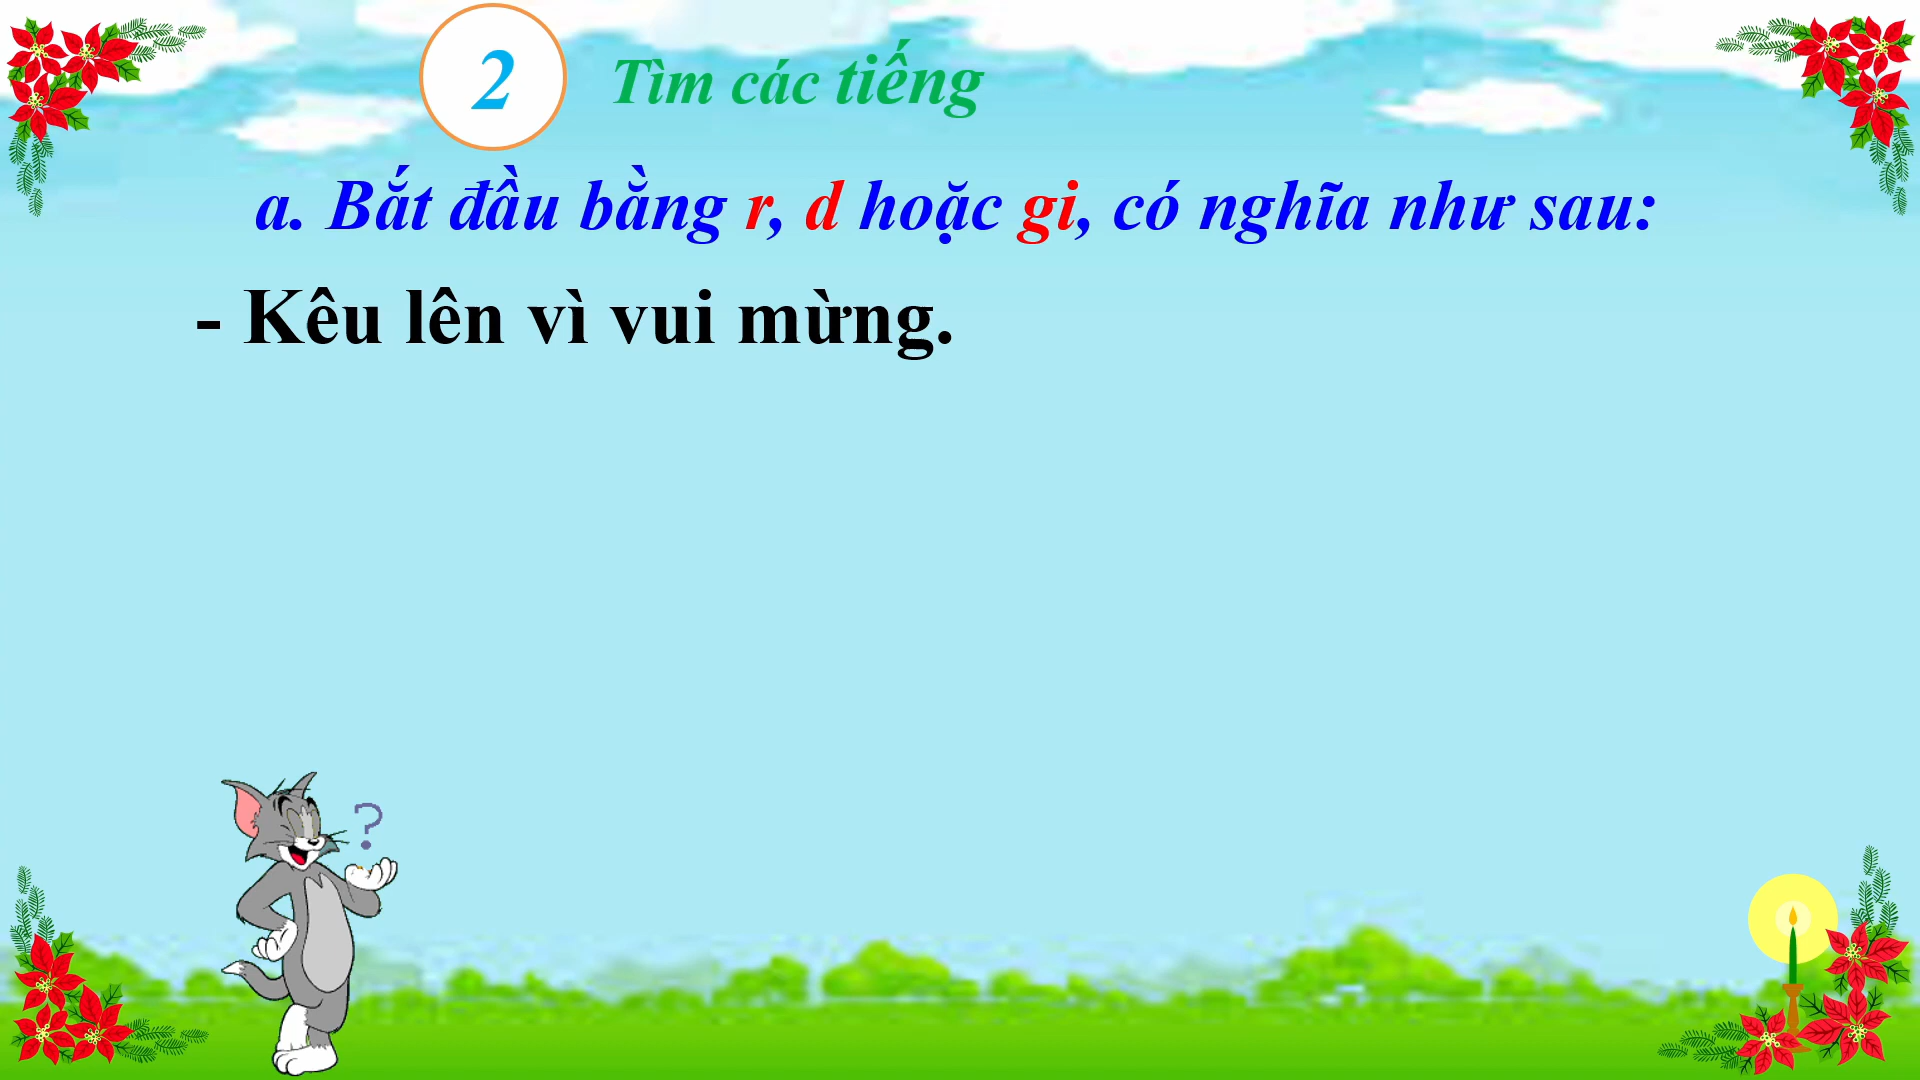 2 Tìm các tiếng
a. Bắt đầu bằng r, d hoặc gi, có nghĩa như sau:
- Kêu lên vì vui mừng.
?